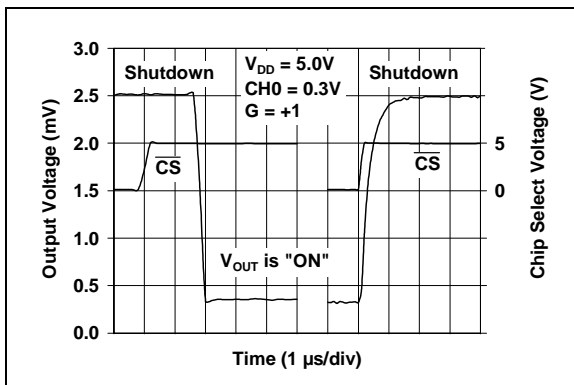 Output Voltage (mV)
3.0
2.5
2.0
1.5
1.0
0.5
0.0
Shutdown
V_DD = 5.0V
CH0 = 0.3V
G = +1
Shutdown
CS
CS
V_OUT is "ON"
5
0
Chip Select Voltage (V)
Time (1 µs/div)